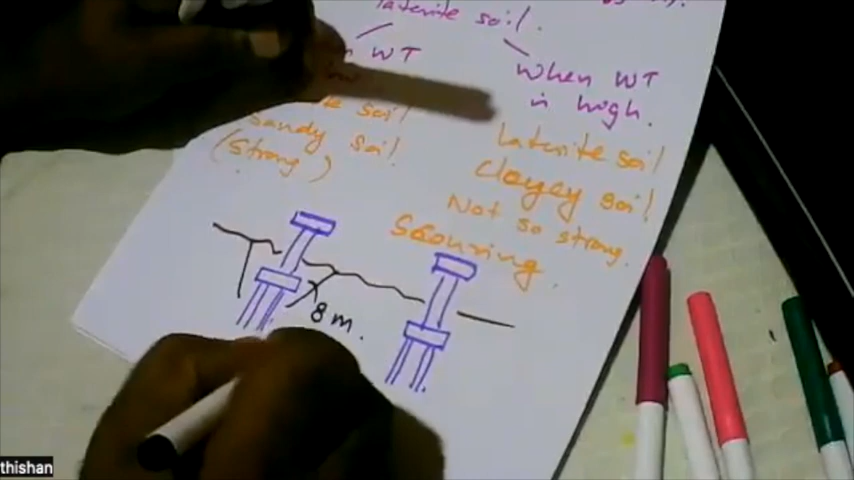 laterite soil.
WT
When WT
is high.
soil
Sandy soil
(Strong)
Laterite soil
Clayey soil
Not so strong.
Scouring.
8 m.
thishan